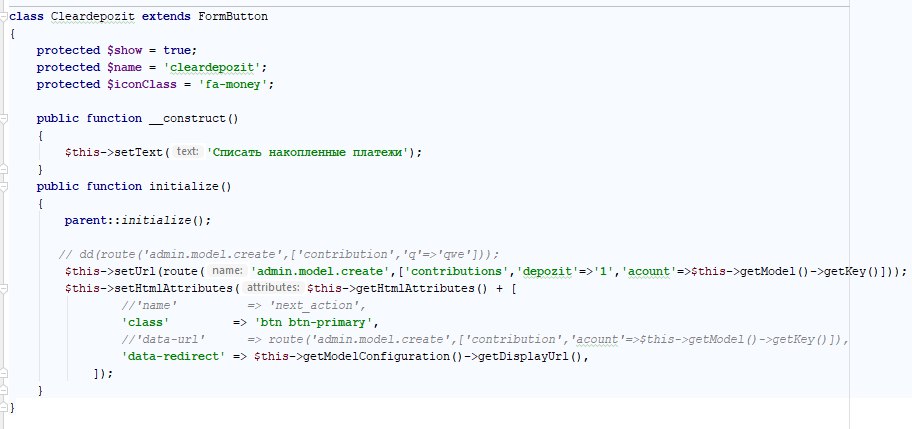 class Cleardepozit extends FormButton
{
    protected $show = true;
    protected $name = 'cleardepozit';
    protected $iconClass = 'fa-money';

    public function __construct()
    {
        $this->setText( text: 'Списать накопленные платежи');
    }
    public function initialize()
    {
        parent::initialize();

       // dd(route('admin.model.create',['contribution','q'=>'qve']));
        $this->setUrl(route( name: 'admin.model.create',['contributions','depozit'=>'1','acount'=>$this->getModel()->getKey()]));
        $this->setHtmlAttributes( attributes: $this->getHtmlAttributes() + [
                //'name'          => 'next_action',
                'class'         => 'btn btn-primary',
                //'data-url'      => route('admin.model.create',['contribution','acount'=>$this->getModel()->getKey()]),
                'data-redirect' => $this->getModelConfiguration()->getDisplayUrl(),
            ]);
    }
}